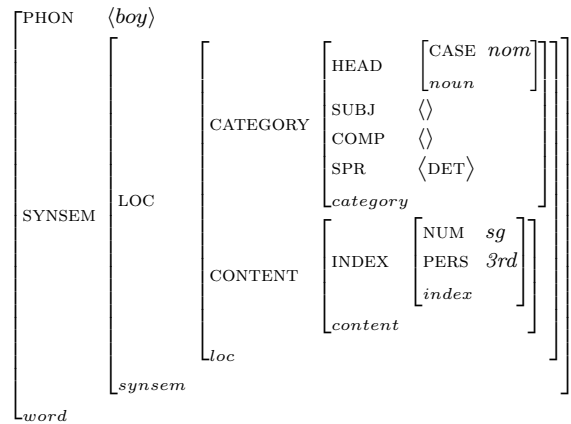 PHON ⟨boy⟩
CASE nom
HEAD
noun
SUBJ ⟨⟩
CATEGORY
COMP ⟨⟩
SPR ⟨DET⟩
LOC
category
SYNSEM
NUM sg
INDEX PERS 3rd
CONTENT
index
content
loc
synsem
word